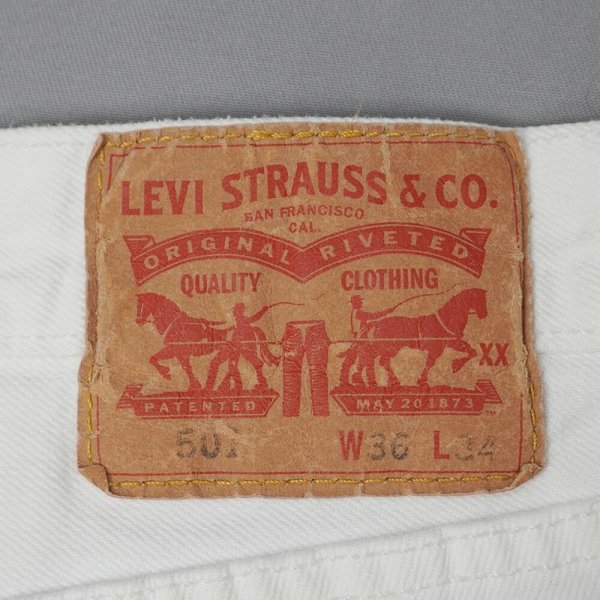 LEVI STRAUSS & CO.
SAN FRANCISCO
CAL.
ORIGINAL RIVETED
QUALITY CLOTHING
XX
PATENTED MAY 20 1873
501 W36 L34